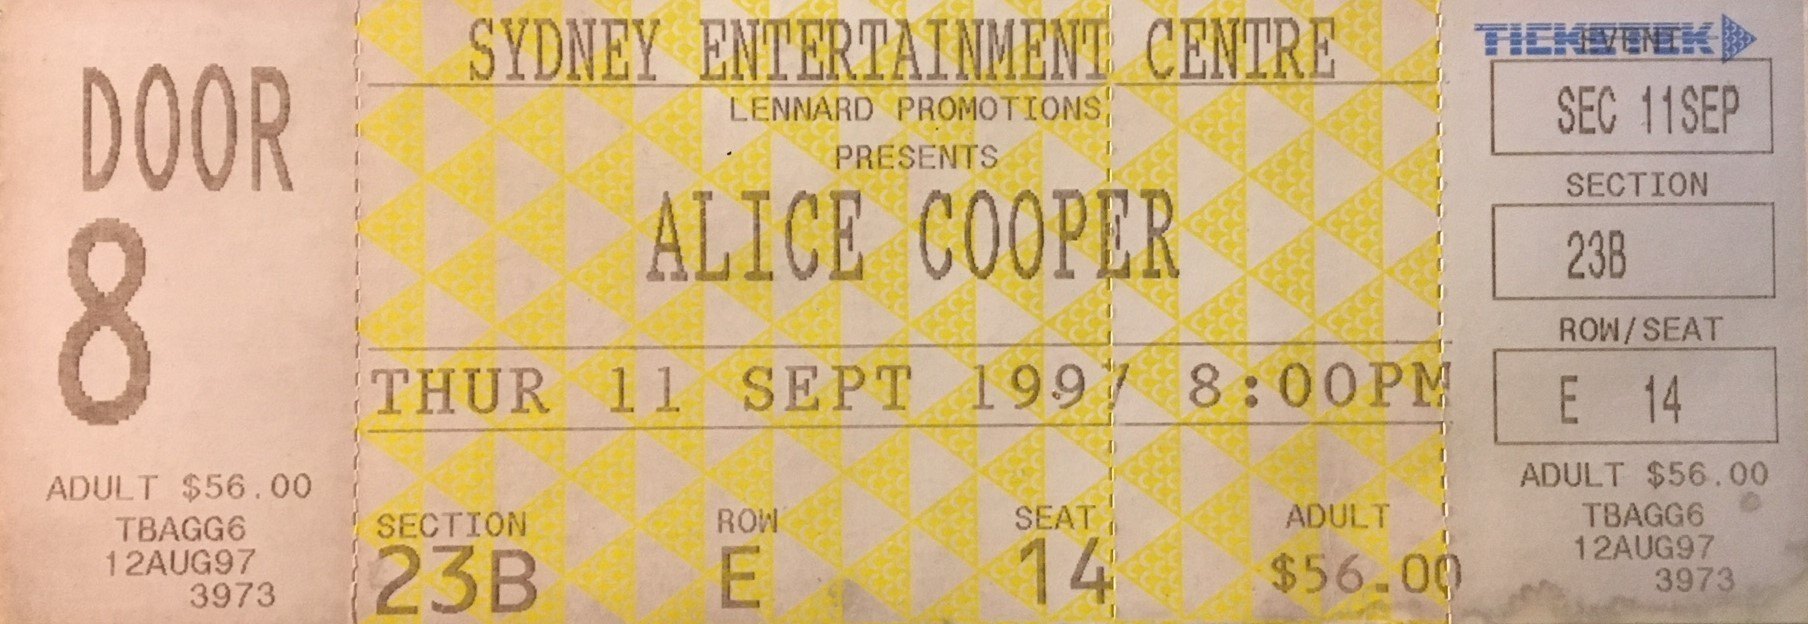 DOOR
8
ADULT $56.00
TBAGG6
12AUG97
3973
SYDNEY ENTERTAINMENT CENTRE
LENNARD PROMOTIONS
PRESENTS
ALICE COOPER
THUR 11 SEPT 1997 8:00PM
SECTION ROW SEAT ADULT
23B E 14 $56.00
TICKETEK
EVENT
SEC 11SEP
SECTION
23B
ROW/SEAT
E 14
ADULT $56.00
TBAGG6
12AUG97
3973